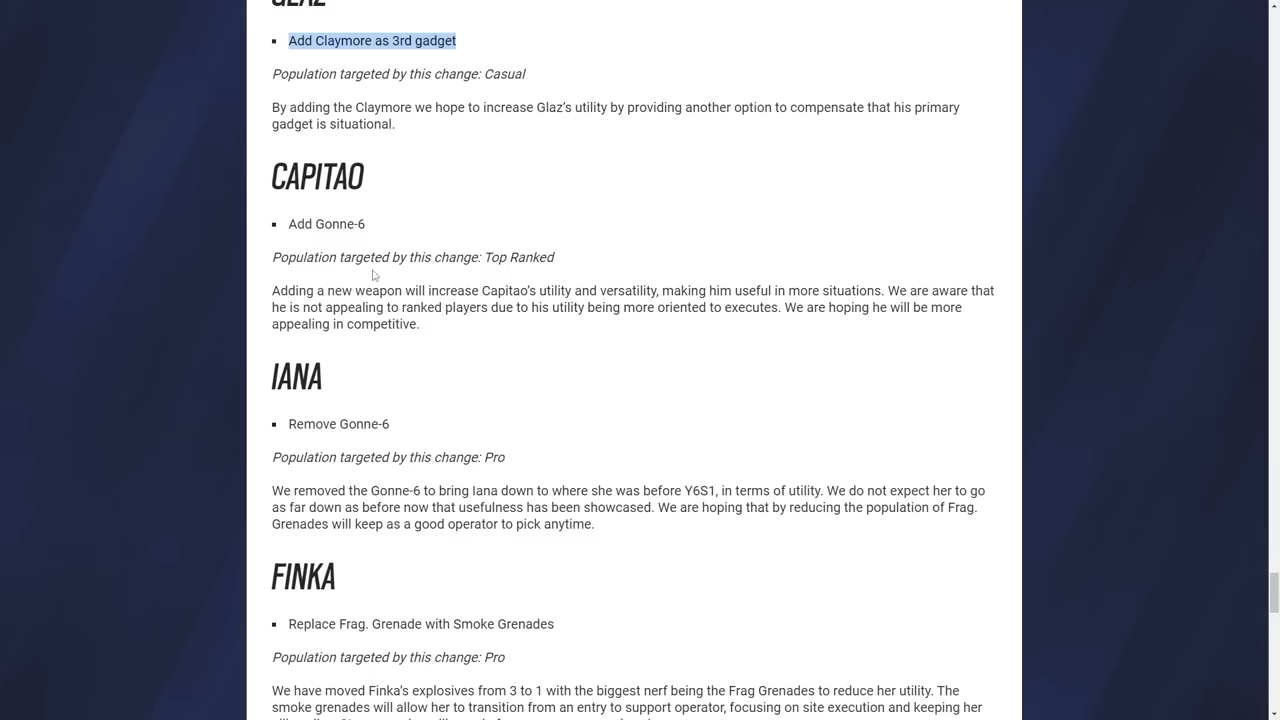 GLAZ
▪ Add Claymore as 3rd gadget
Population targeted by this change: Casual
By adding the Claymore we hope to increase Glaz's utility by providing another option to compensate that his primary
gadget is situational.
CAPITAO
▪ Add Gonne-6
Population targeted by this change: Top Ranked
Adding a new weapon will increase Capitao's utility and versatility, making him useful in more situations. We are aware that
he is not appealing to ranked players due to his utility being more oriented to executes. We are hoping he will be more
appealing in competitive.
IANA
▪ Remove Gonne-6
Population targeted by this change: Pro
We removed the Gonne-6 to bring Iana down to where she was before Y6S1, in terms of utility. We do not expect her to go
as far down as before now that usefulness has been showcased. We are hoping that by reducing the population of Frag.
Grenades will keep as a good operator to pick anytime.
FINKA
▪ Replace Frag. Grenade with Smoke Grenades
Population targeted by this change: Pro
We have moved Finka's explosives from 3 to 1 with the biggest nerf being the Frag Grenades to reduce her utility. The
smoke grenades will allow her to transition from an entry to support operator, focusing on site execution and keeping her